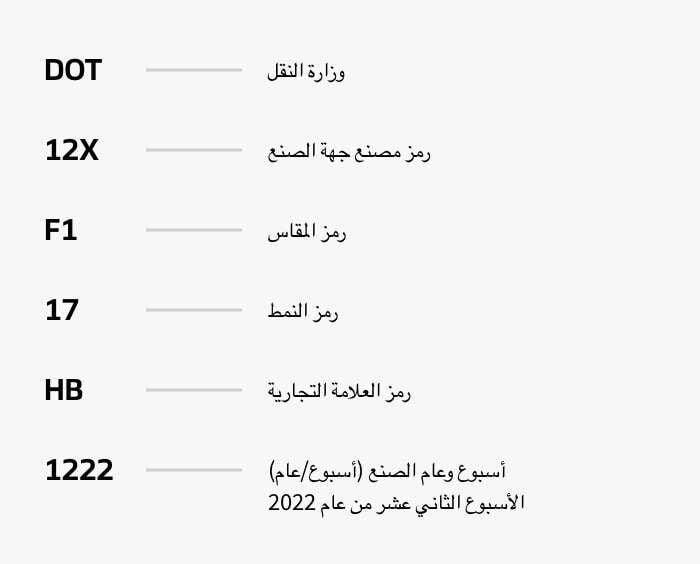 DOT وزارة النقل
12X رمز مصنع جهة الصنع
F1 رمز المقاس
17 رمز النمط
HB رمز العلامة التجارية
1222 أسبوع وعام الصنع (أسبوع/عام)
الأسبوع الثاني عشر من عام 2022